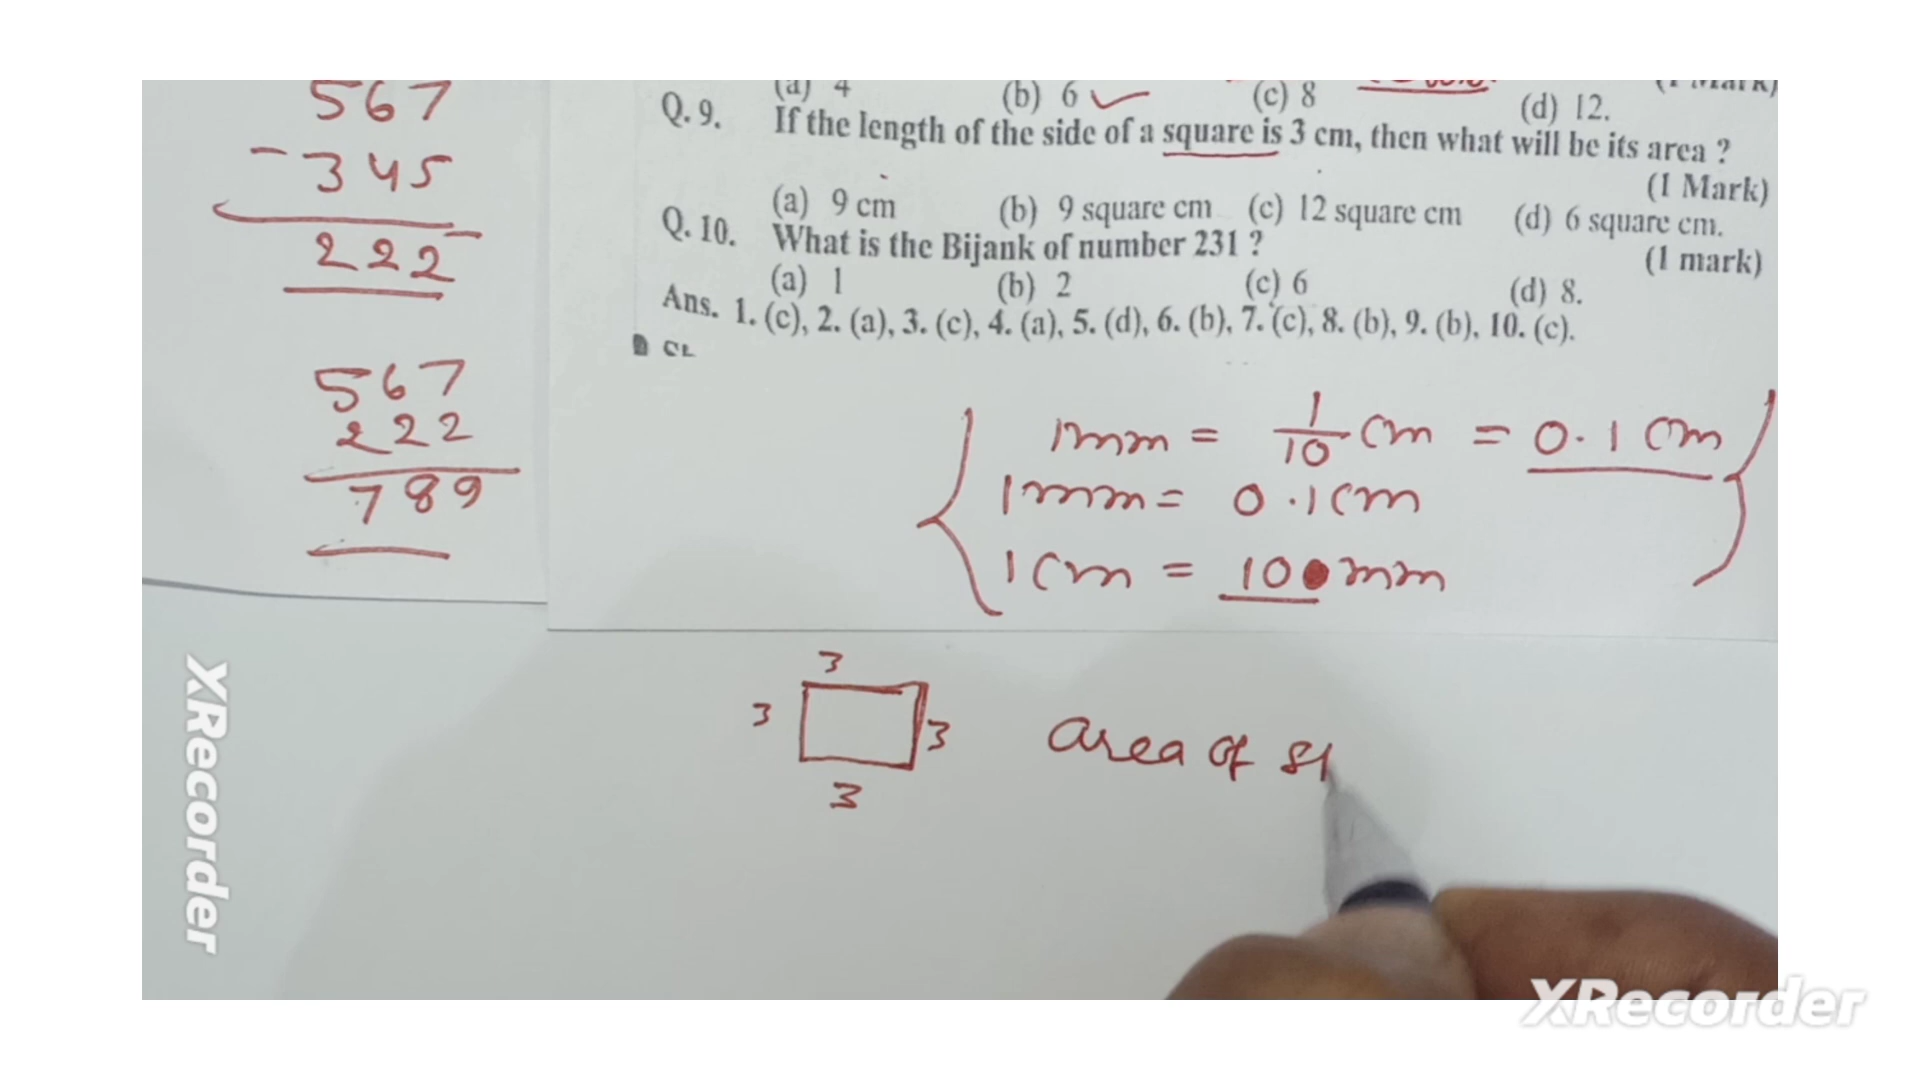 567
- 345
222
567
222
789
(a) 4 (b) 6 (c) 8 (d) 12.
Q. 9. If the length of the side of a square is 3 cm, then what will be its area ?
(1 Mark)
(a) 9 cm (b) 9 square cm (c) 12 square cm (d) 6 square cm.
Q. 10. What is the Bijank of number 231 ?
(1 mark)
(a) 1 (b) 2 (c) 6 (d) 8.
Ans. 1. (c), 2. (a), 3. (c), 4. (a), 5. (d), 6. (b), 7. (c), 8. (b), 9. (b), 10. (c).
1mm = 1/10 cm = 0.1 cm
1mm = 0.1cm
1cm = 10 mm
3
3
3
3
area of
XRecorder
XRecorder